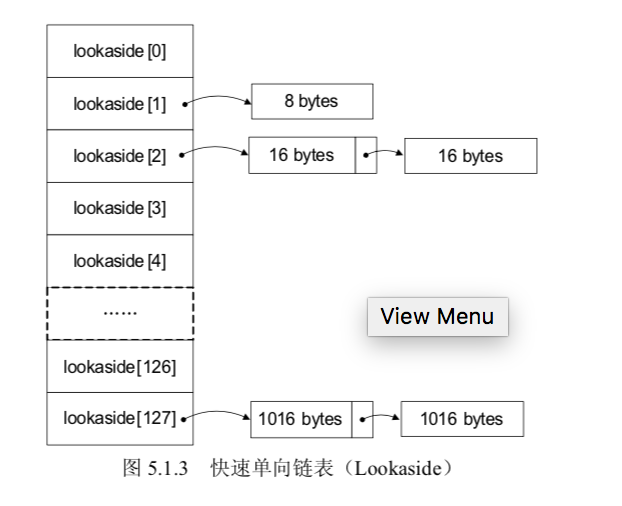 lookaside [0]
lookaside [1]
8 bytes
lookaside [2]
16 bytes
16 bytes
lookaside [3]
lookaside [4]
……
View Menu
lookaside[126]
lookaside[127]
1016 bytes
1016 bytes
图 5.1.3 快速单向链表（Lookaside）